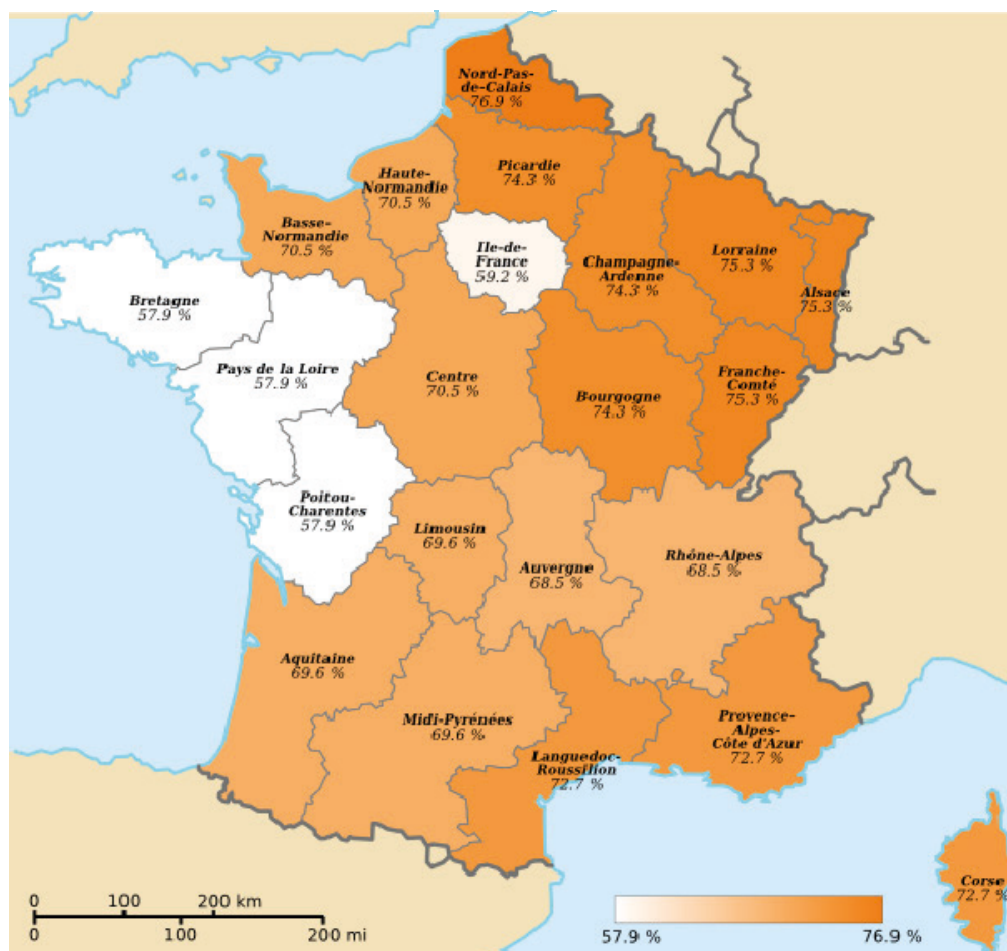 Nord-Pas-
de-Calais
76.9 %
Picardie
74.3 %
Haute-
Normandie
70.5 %
Basse-
Normandie
70.5 %
Ile-de-
France
59.2 %
Champagne-
Ardenne
74.3 %
Lorraine
75.3 %
Alsace
75.3 %
Bretagne
57.9 %
Pays de la Loire
57.9 %
Centre
70.5 %
Bourgogne
74.3 %
Franche-
Comté
75.3 %
Poitou-
Charentes
57.9 %
Limousin
69.6 %
Auvergne
68.5 %
Rhône-Alpes
68.5 %
Aquitaine
69.6 %
Midi-Pyrénées
69.6 %
Languedoc-
Roussillon
72.7 %
Provence-
Alpes-
Côte d'Azur
72.7 %
Corse
72.7 %
0 100 200 km
0 100 200 mi
57.9 % 76.9 %